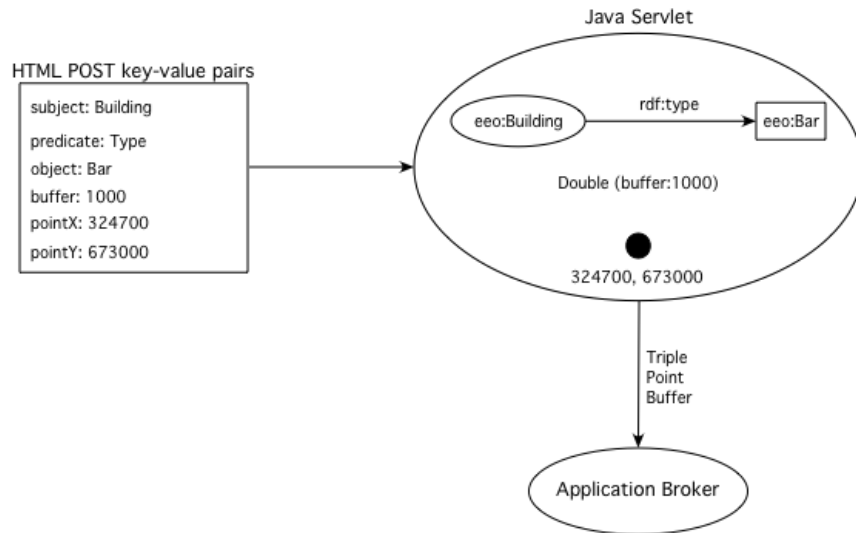 Java Servlet
HTML POST key-value pairs
subject: Building
predicate: Type
object: Bar
buffer: 1000
pointX: 324700
pointY: 673000
eeo:Building
rdf:type
eeo:Bar
Double (buffer:1000)
324700, 673000
Triple
Point
Buffer
Application Broker